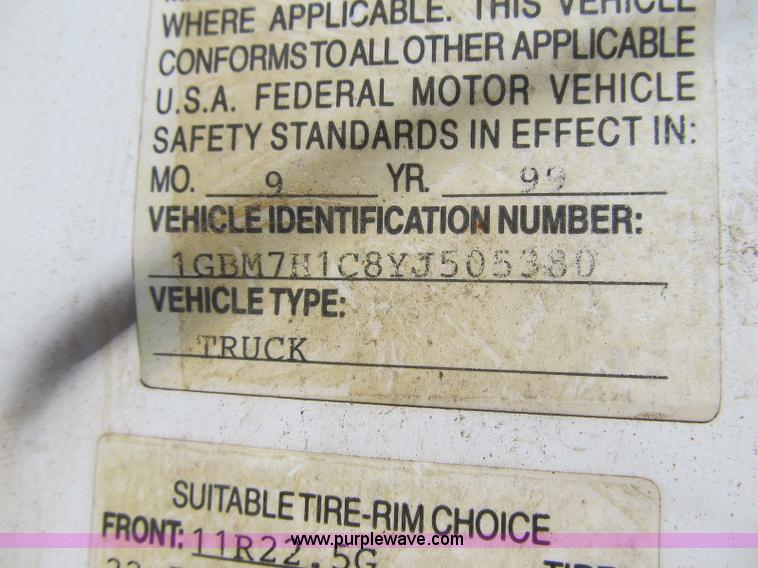 WHERE APPLICABLE. THIS VEHICLE
CONFORMS TO ALL OTHER APPLICABLE
U.S.A. FEDERAL MOTOR VEHICLE
SAFETY STANDARDS IN EFFECT IN:
MO. 9 YR. 99
VEHICLE IDENTIFICATION NUMBER:
1GBM7H1C8YJ505380
VEHICLE TYPE:
TRUCK
SUITABLE TIRE-RIM CHOICE
FRONT: 11R22.5G
www.purplewave.com